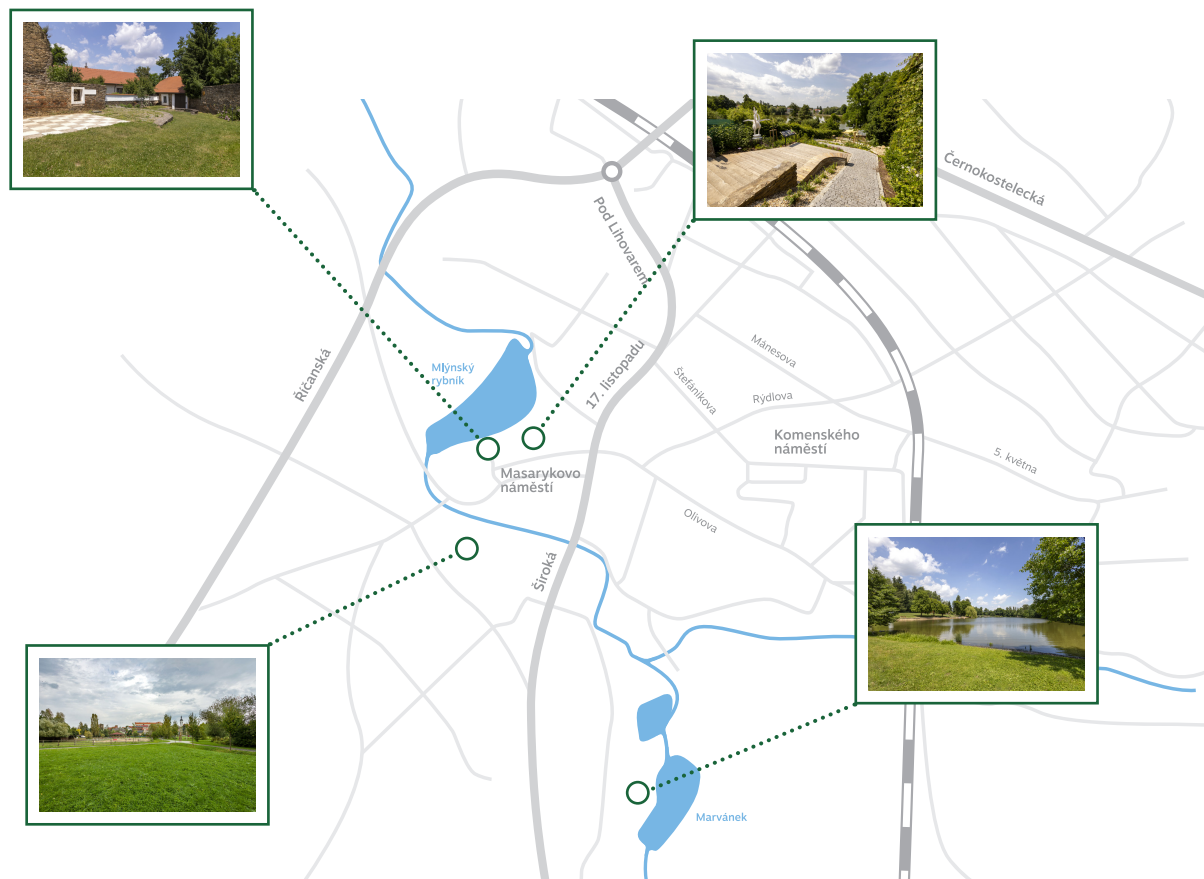 Černokostelecká
Pod Lihovarem
Říčanská
Mlýnský
rybník
17. listopadu
Mánesova
Štefánikova
Rýdlova
Komenského
náměstí
5. května
Masarykovo
náměstí
Olivova
Široká
Marvánek